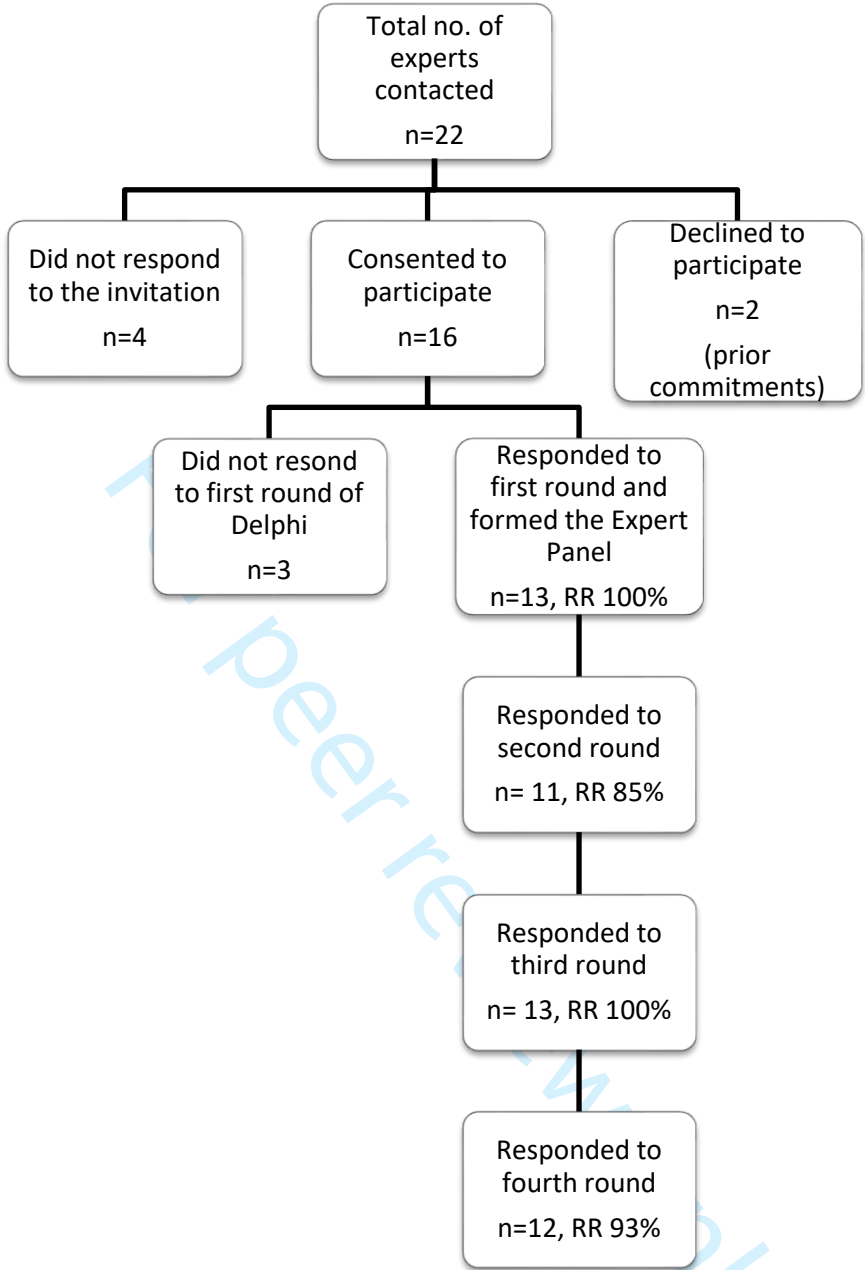 Total no. of
experts
contacted
n=22
Did not respond
to the invitation
n=4
Consented to
participate
n=16
Declined to
participate
n=2
(prior
commitments)
Did not resond
to first round of
Delphi
n=3
Responded to
first round and
formed the Expert
Panel
n=13, RR 100%
Responded to
second round
n= 11, RR 85%
Responded to
third round
n= 13, RR 100%
Responded to
fourth round
n=12, RR 93%
peer